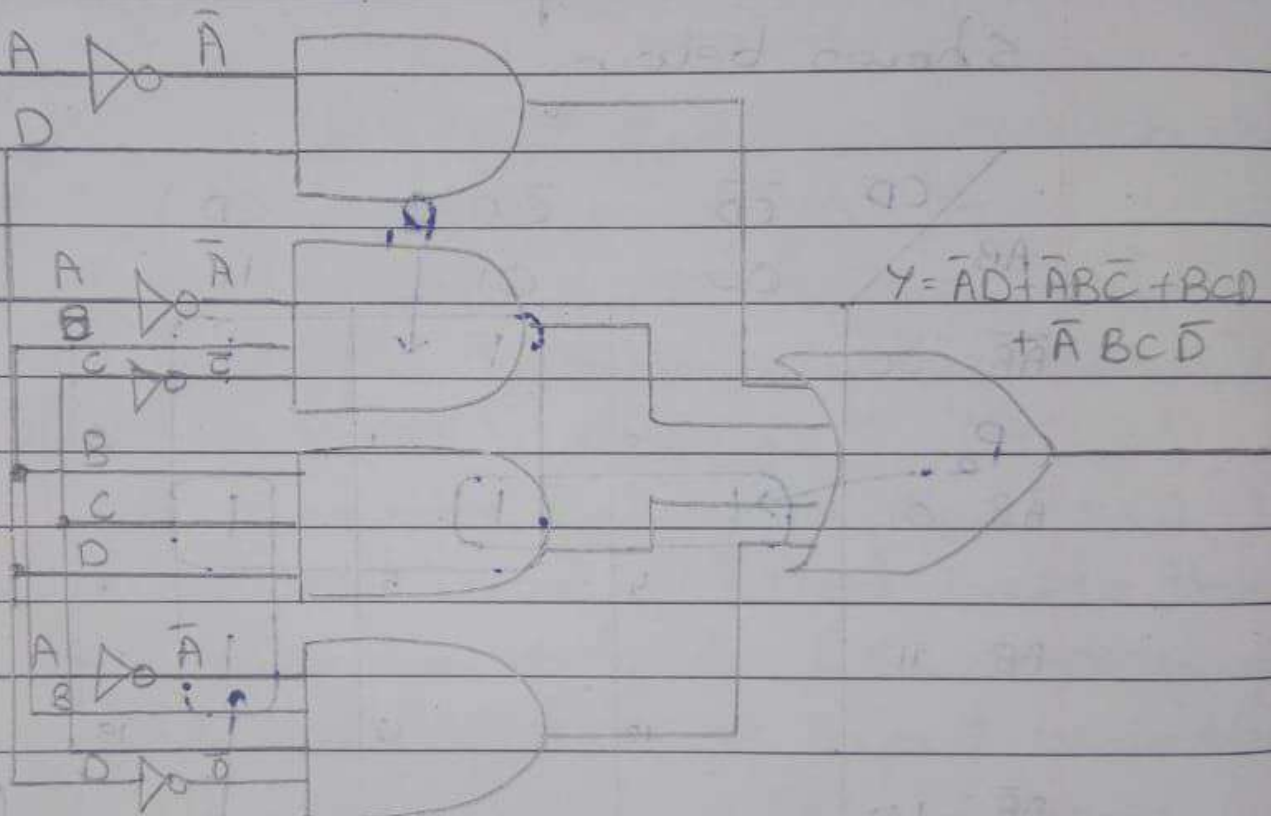 A Ā
D
A Ā
B
C C̄
Y = ĀD + ĀBC̄ + BCD
+ ĀBCD̄
B
C
D
A Ā
B
D D̄